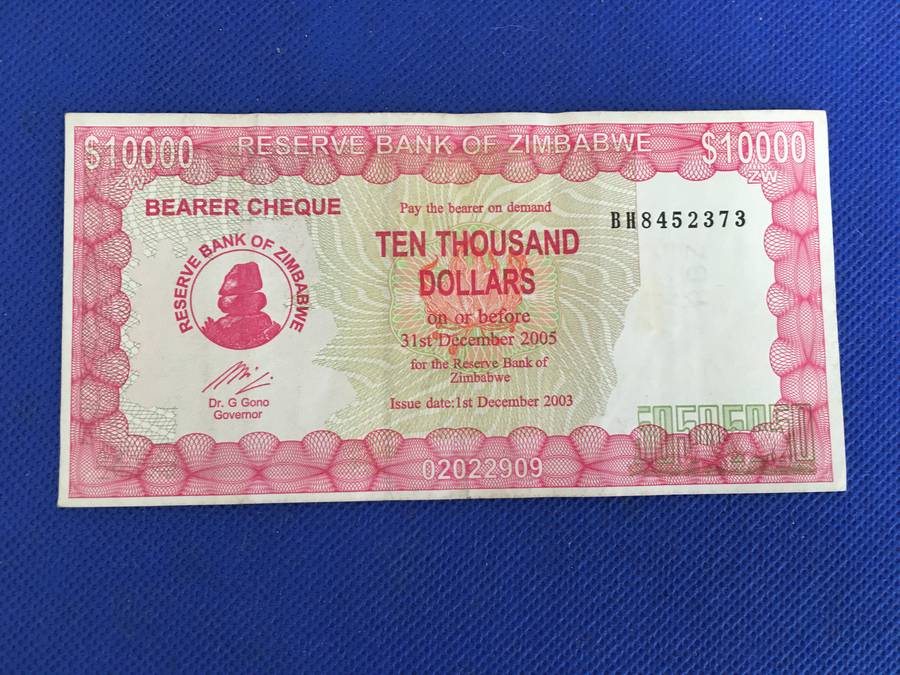 $10000 RESERVE BANK OF ZIMBABWE $10000
ZW ZW
BEARER CHEQUE
Pay the bearer on demand
BH8452373
TEN THOUSAND
DOLLARS
on or before
31st December 2005
for the Reserve Bank of
Zimbabwe
Issue date:1st December 2003
RESERVE BANK OF ZIMBABWE
Dr. G Gono
Governor
02022909